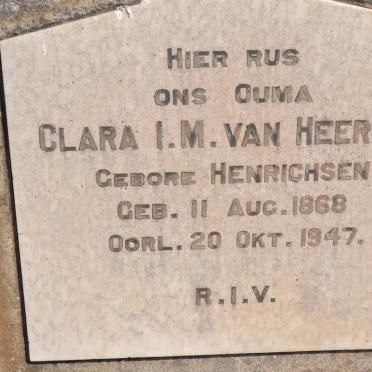 HIER RUS
ONS OUMA
CLARA I.M. VAN HEER
GEBORE HENRICHSEN
GEB. 11 AUG. 1868
OORL. 20 OKT. 1947.
R.I.V.